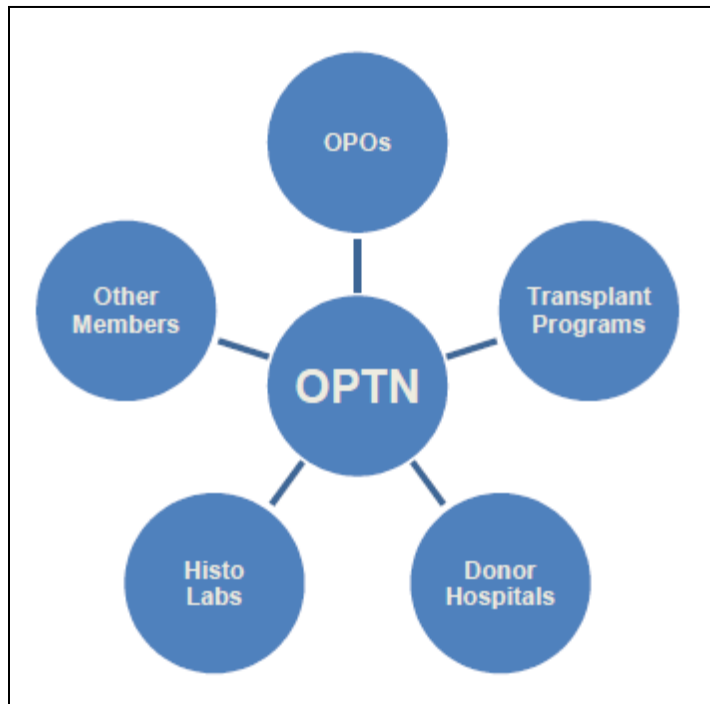 OPOs
Other
Members
Transplant
Programs
OPTN
Histo
Labs
Donor
Hospitals